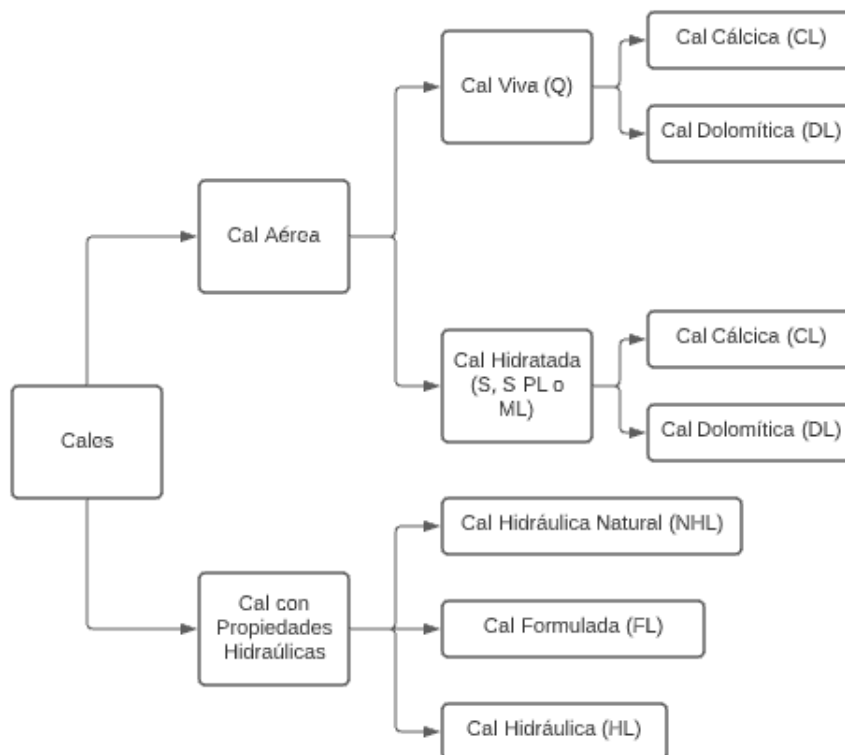 Cal Cálcica (CL)
Cal Viva (Q)
Cal Dolomítica (DL)
Cal Aérea
Cal Cálcica (CL)
Cal Hidratada
(S, S PL o
ML)
Cal Dolomítica (DL)
Cales
Cal Hidráulica Natural (NHL)
Cal con
Propiedades
Hidraúlicas
Cal Formulada (FL)
Cal Hidráulica (HL)